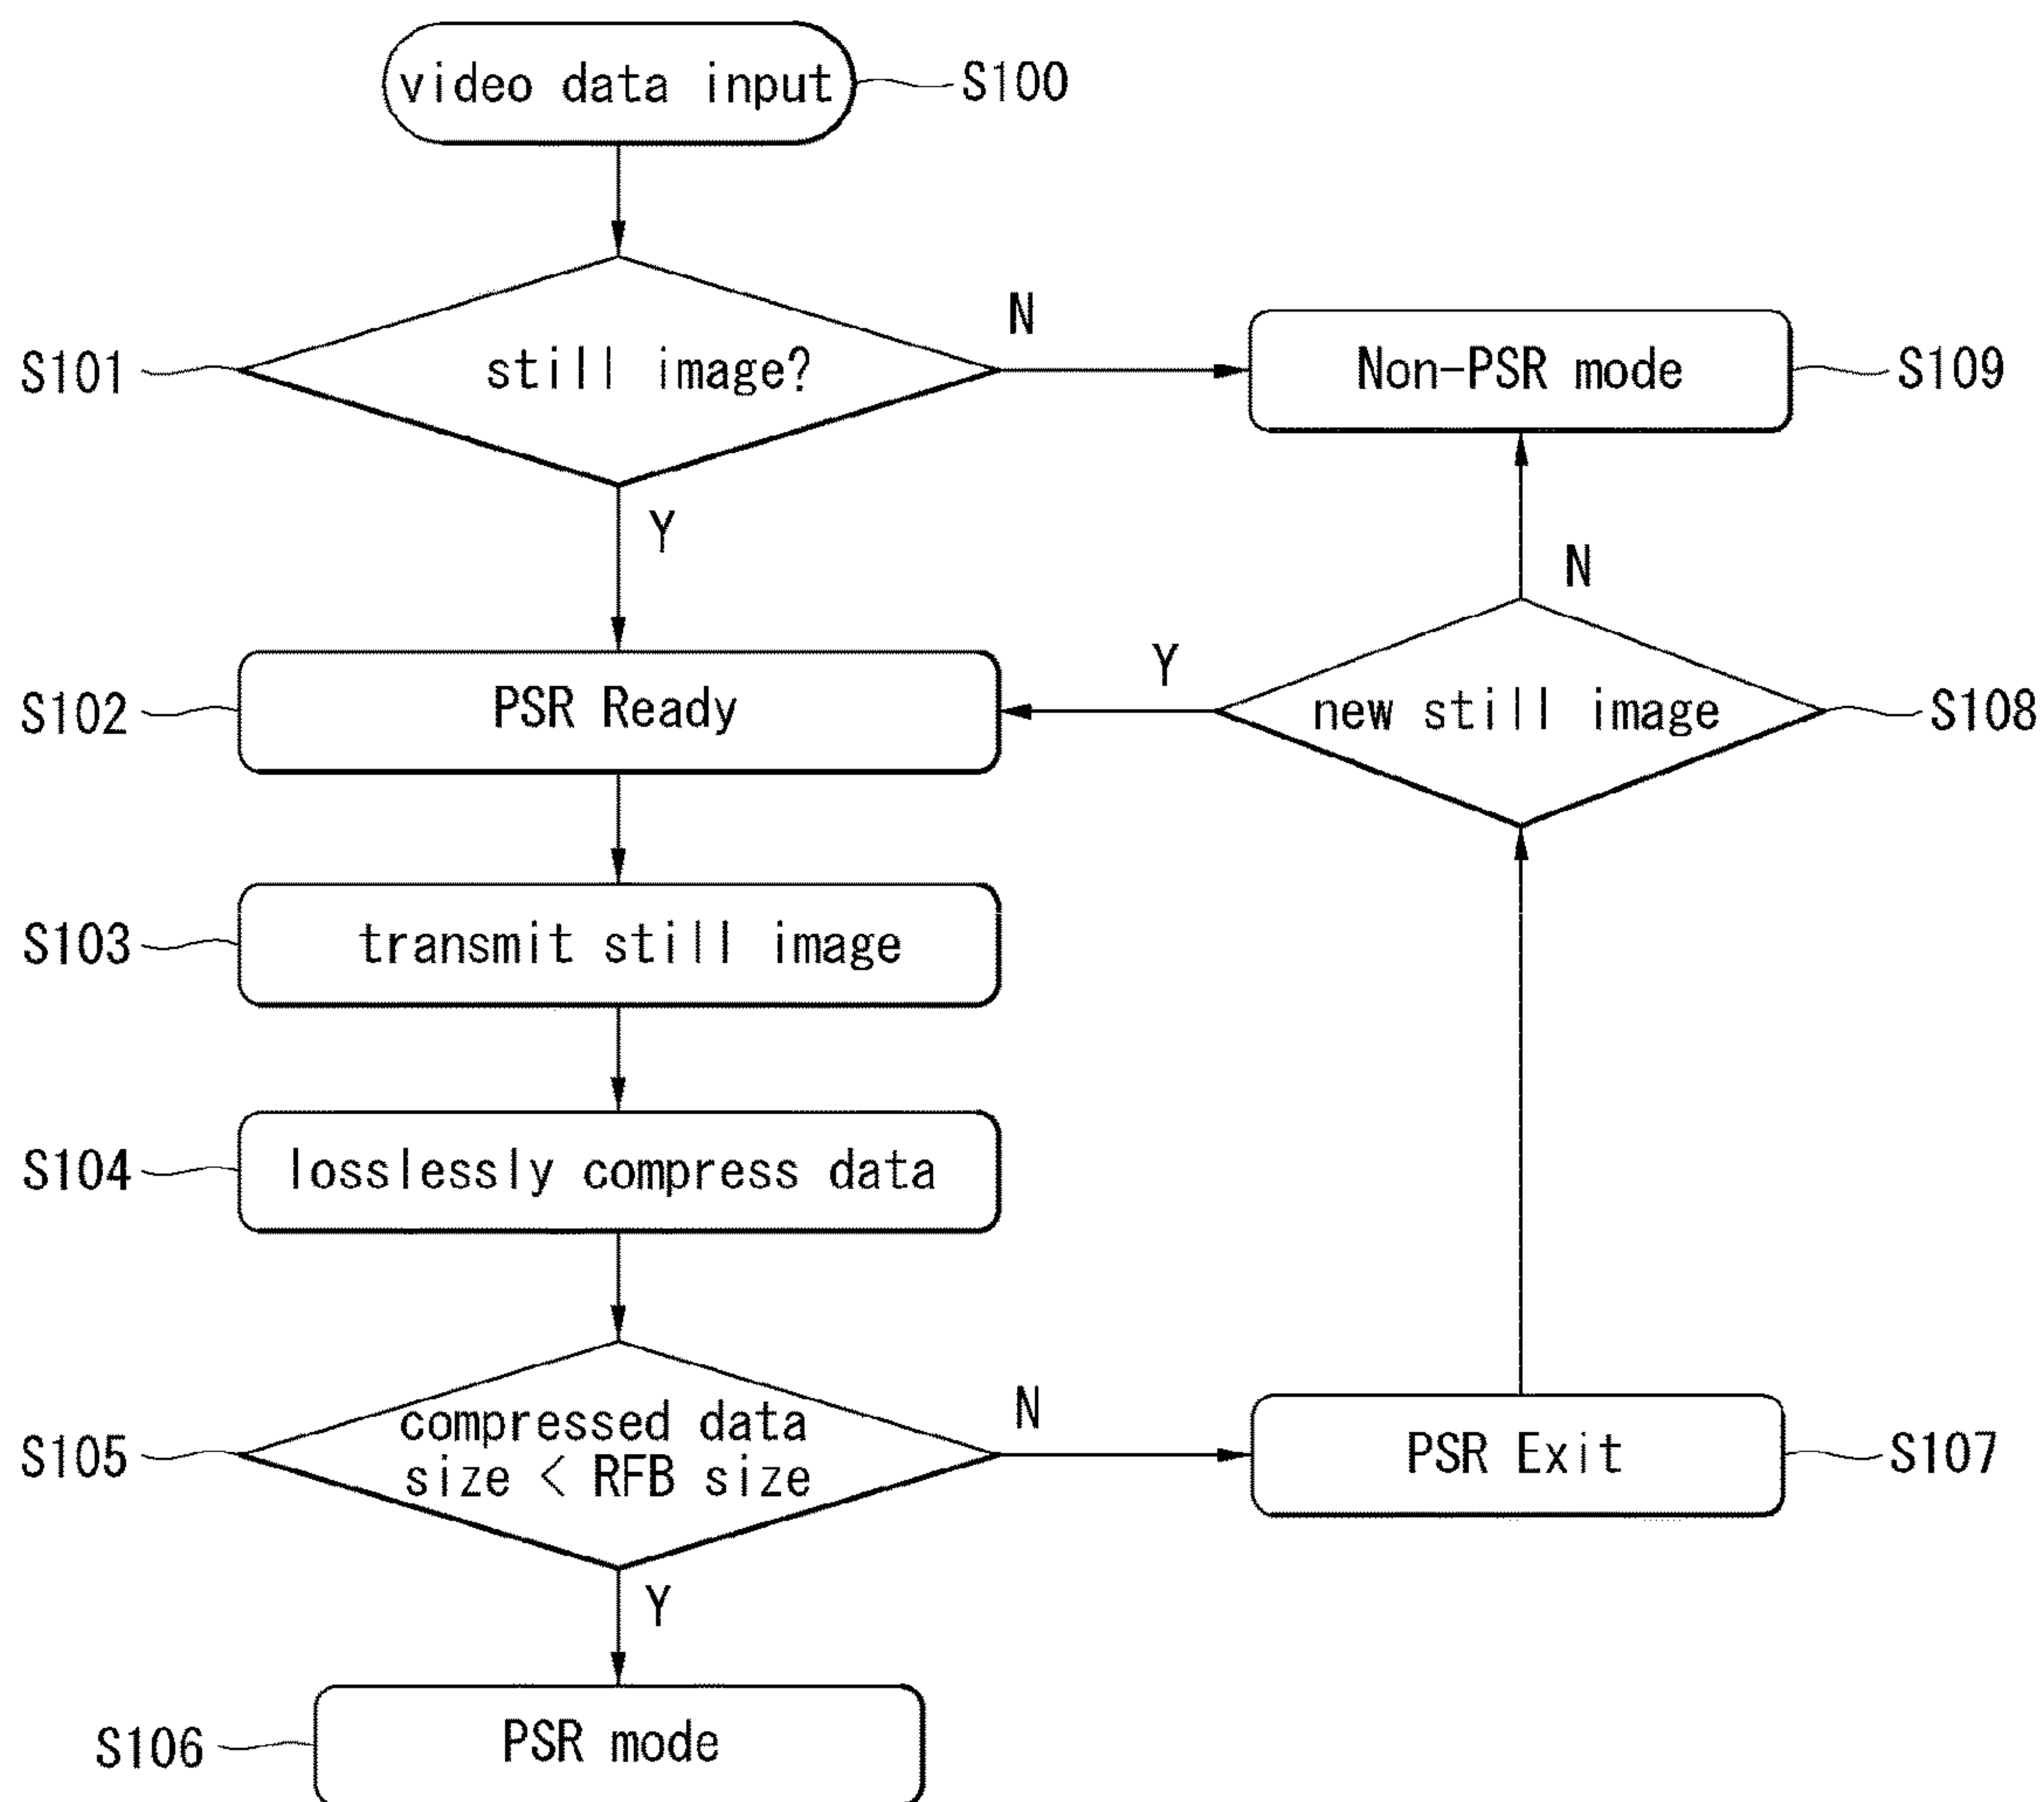 video data input
S100
S101
still image?
N
Non-PSR mode
S109
Y
N
S102
PSR Ready
Y
new still image
S108
S103
transmit still image
S104
losslessly compress data
S105
compressed data
size < RFB size
N
PSR Exit
S107
Y
S106
PSR mode